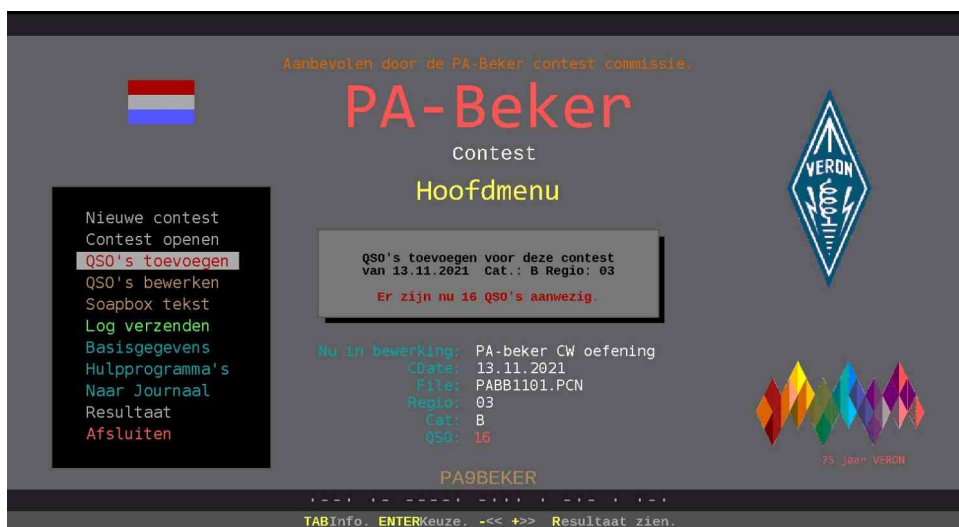 Aanbevolen door de PA-Beker contest commissie.
PA-Beker
Contest
Hoofdmenu
VERON
Nieuwe contest
Contest openen
QSO's toevoegen
QSO's bewerken
Soapbox tekst
Log verzenden
Basisgegevens
Hulpprogramma's
Naar Journaal
Resultaat
Afsluiten
QSO's toevoegen voor deze contest
van 13.11.2021 Cat.: B Regio: 03
Er zijn nu 16 QSO's aanwezig.
Nu in bewerking: PA-beker CW oefening
CDate: 13.11.2021
File: PABB1101.PCN
Regio: 03
Cat: B
QSO: 16
75 jaar VERON
PA9BEKER
.--. .- ----. -... . -.- . .-.
TABInfo. ENTERKeuze. -<< +>> Resultaat zien.